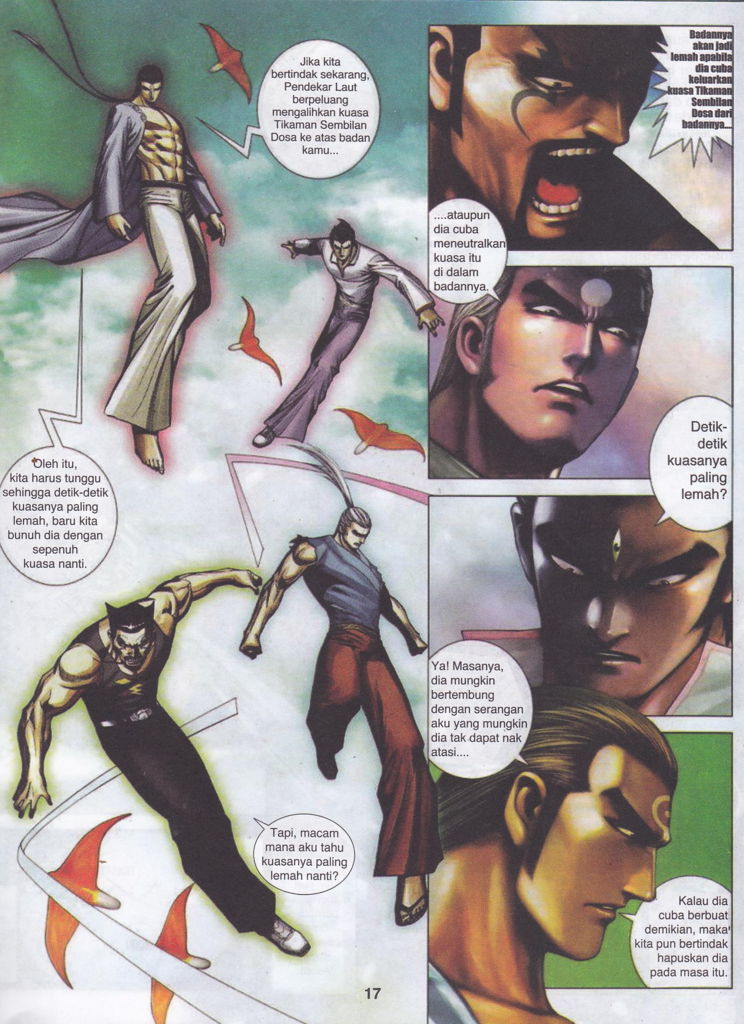 Jika kita
bertindak sekarang,
Pendekar Laut
berpeluang
mengalihkan kuasa
Tikaman Sembilan
Dosa ke atas badan
kamu...
Oleh itu,
kita harus tunggu
sehingga detik-detik
kuasanya paling
lemah, baru kita
bunuh dia dengan
sepenuh
kuasa nanti.
Tapi, macam
mana aku tahu
kuasanya paling
lemah nanti?
Badannya
akan jadi
lemah apabila
dia cuba
keluarkan
kuasa Tikaman
Sembilan
Dosa dari
badannya...
....ataupun
dia cuba
meneutralkan
kuasa itu
di dalam
badannya.
Detik-
detik
kuasanya
paling
lemah?
Ya! Masanya,
dia mungkin
bertembung
dengan serangan
aku yang mungkin
dia tak dapat nak
atasi....
Kalau dia
cuba berbuat
demikian, maka
kita pun bertindak
hapuskan dia
pada masa itu.
17